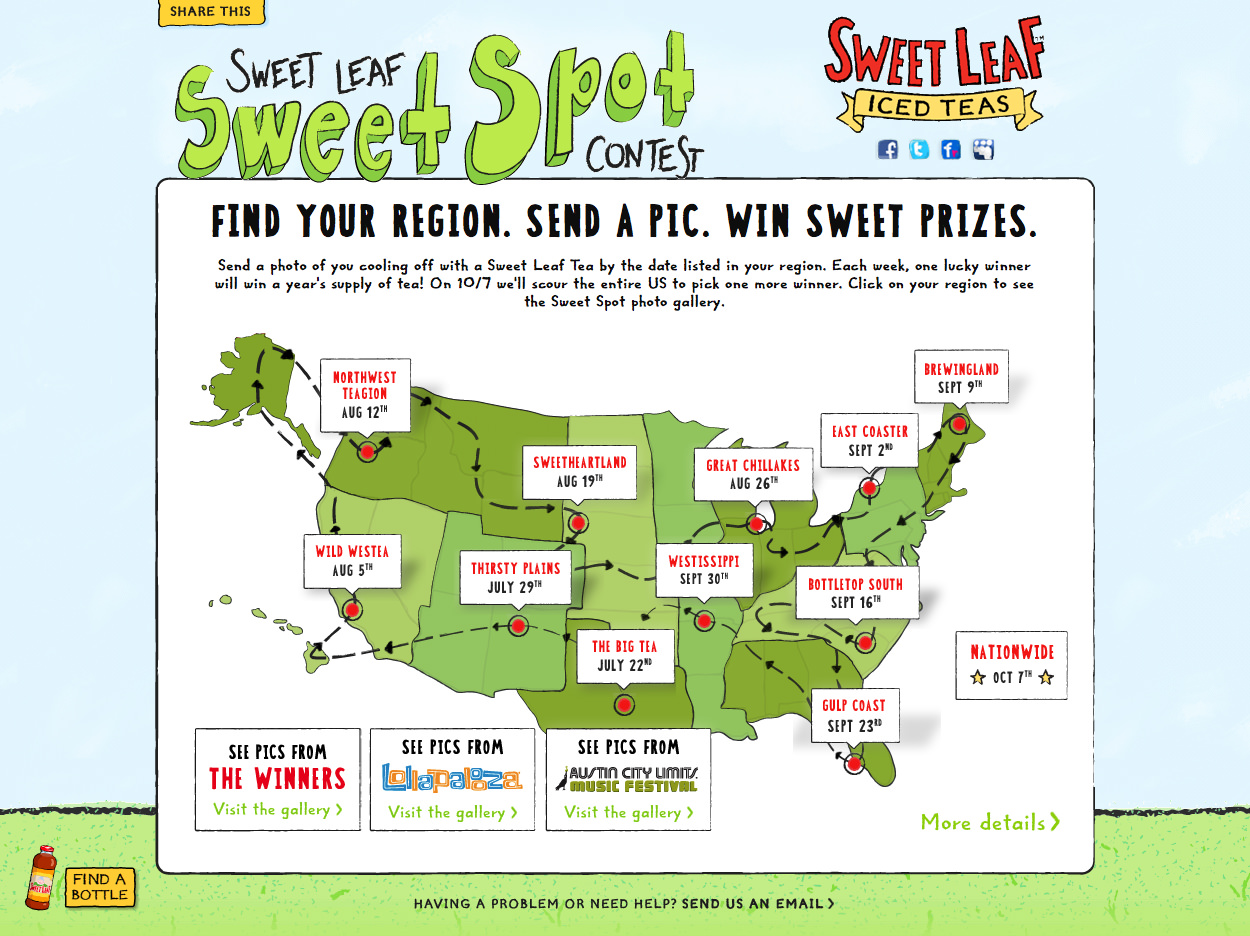 SHARE THIS
SWEET LEAF
Sweet Spot
CONTEST
SWEET LEAF™
ICED TEAS
FIND YOUR REGION. SEND A PIC. WIN SWEET PRIZES.
Send a photo of you cooling off with a Sweet Leaf Tea by the date listed in your region. Each week, one lucky winner
will win a year's supply of tea! On 10/7 we'll scour the entire US to pick one more winner. Click on your region to see
the Sweet Spot photo gallery.
NORTHWEST
TEAGION
AUG 12TH
BREWINGLAND
SEPT 9TH
EAST COASTER
SEPT 2ND
SWEETHEARTLAND
AUG 19TH
GREAT CHILLAKES
AUG 26TH
WILD WESTEA
AUG 5TH
THIRSTY PLAINS
JULY 29TH
WESTISSIPPI
SEPT 30TH
BOTTLETOP SOUTH
SEPT 16TH
THE BIG TEA
JULY 22ND
NATIONWIDE
OCT 7TH
GULP COAST
SEPT 23RD
SEE PICS FROM
THE WINNERS
Visit the gallery >
SEE PICS FROM
Lollapalooza
Visit the gallery >
SEE PICS FROM
AUSTIN CITY LIMITS
MUSIC FESTIVAL
Visit the gallery >
More details >
FIND A
BOTTLE
HAVING A PROBLEM OR NEED HELP? SEND US AN EMAIL >